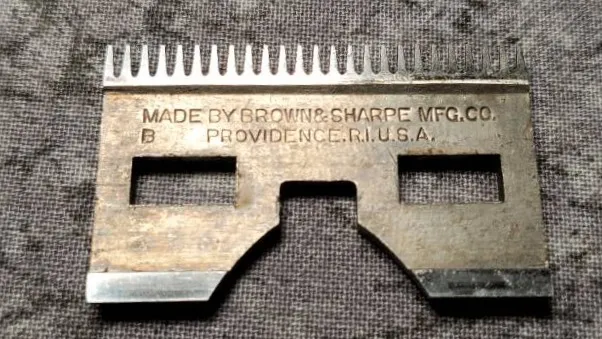 MADE BY BROWN & SHARPE MFG. CO.
B PROVIDENCE. R.I. U.S.A.